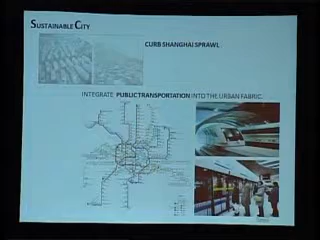 SUSTAINABLE CITY
CURB SHANGHAI SPRAWL.
INTEGRATE PUBLIC TRANSPORTATION INTO THE URBAN FABRIC.